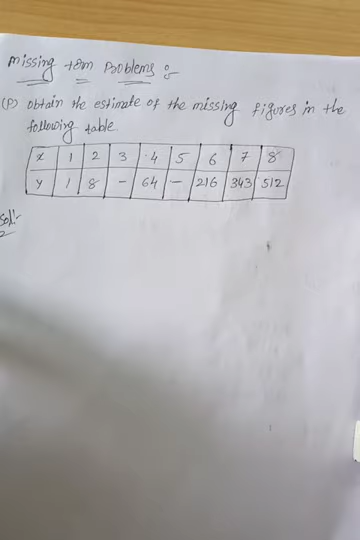 Missing term Problems :-
(P) obtain the estimate of the missing figures in the
following table
x 1 2 3 4 5 6 7 8
y 1 8 - 64 - 216 343 512
Sol:-